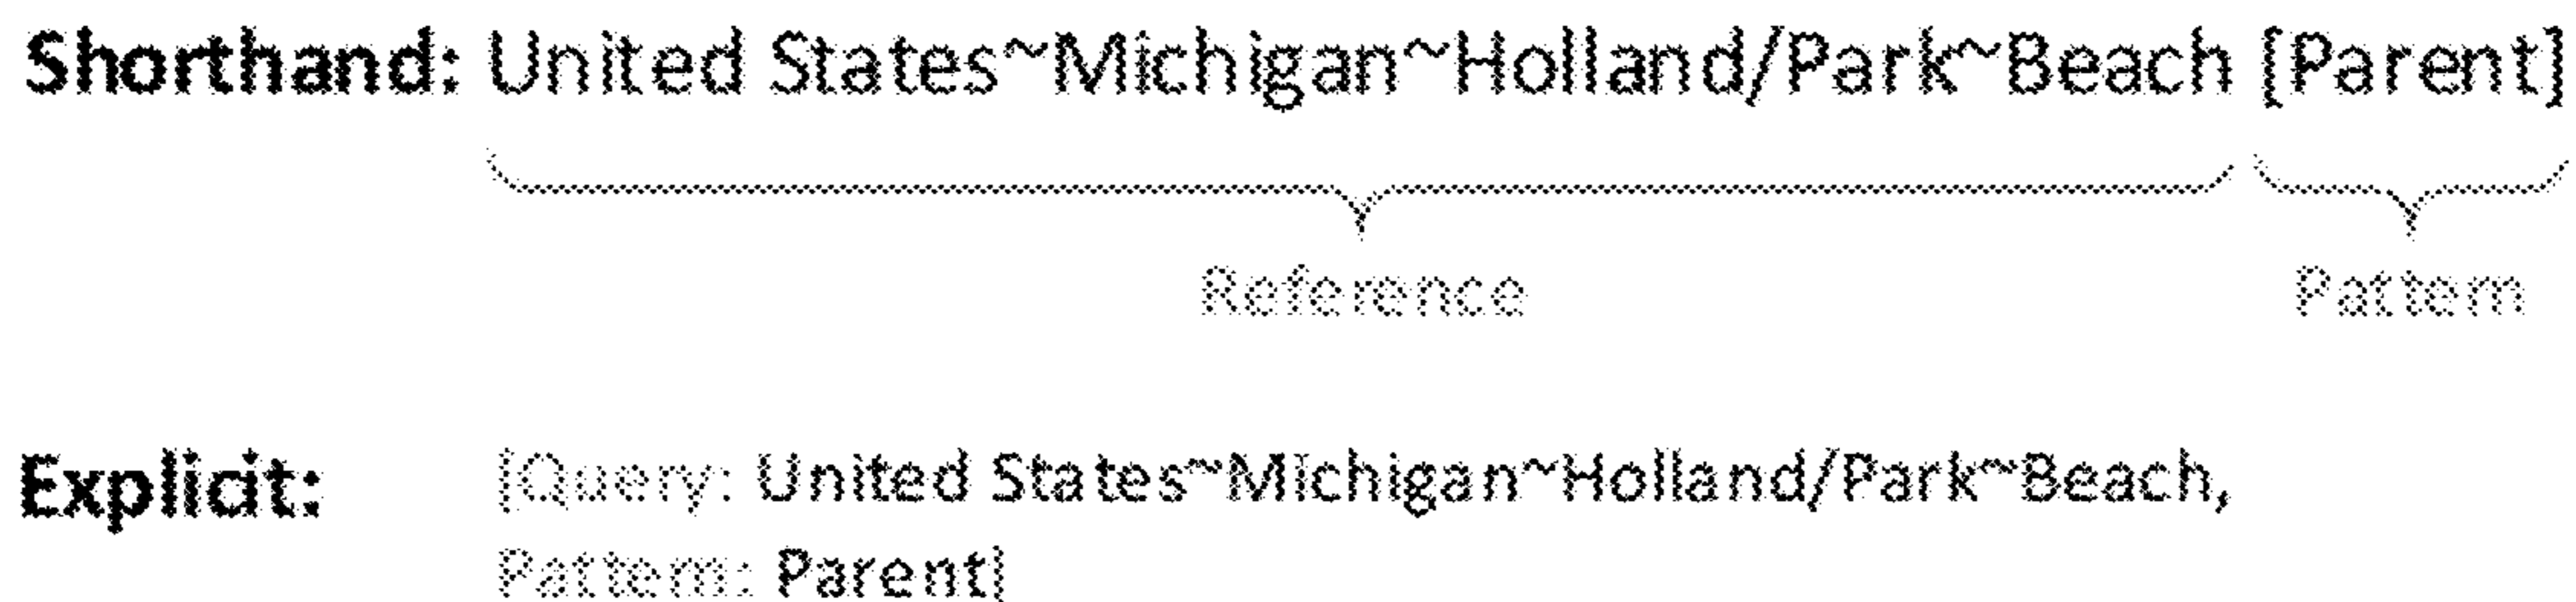 Shorthand: United States~Michigan~Holland/Park~Beach [Parent]
Reference Pattern
Explicit: [Query: United States~Michigan~Holland/Park~Beach,
Pattern: Parent]